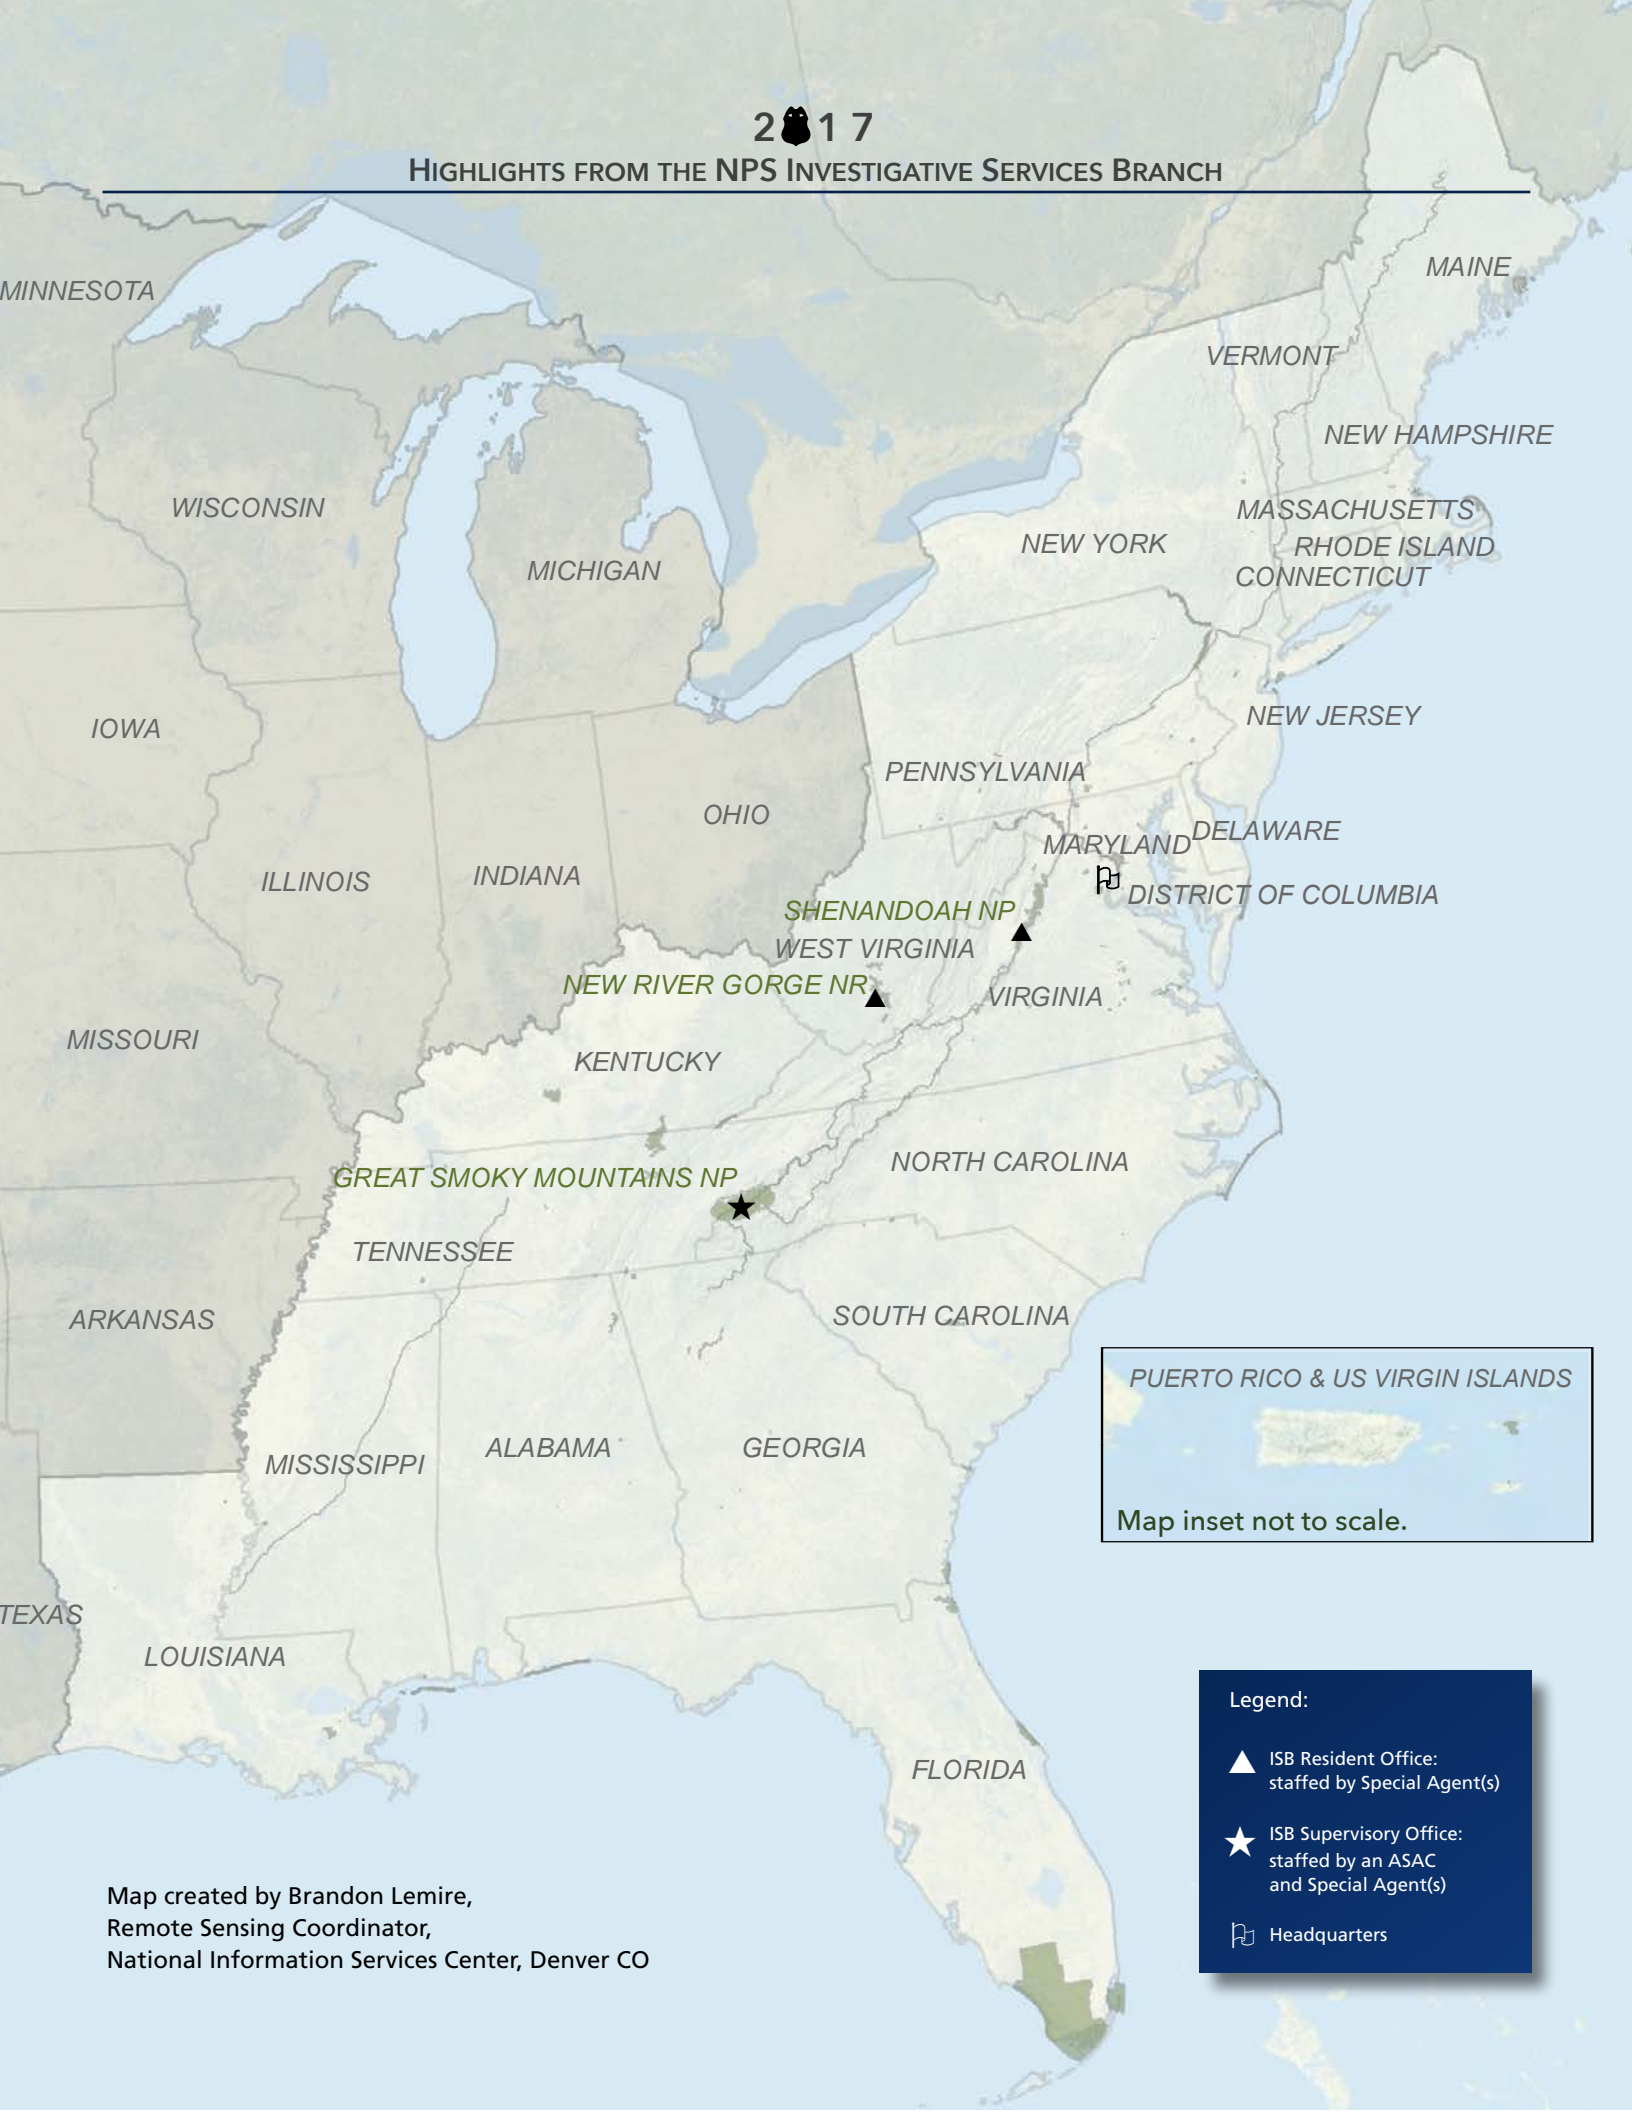 2017
HIGHLIGHTS FROM THE NPS INVESTIGATIVE SERVICES BRANCH
MAINE
MINNESOTA
VERMONT
NEW HAMPSHIRE
WISCONSIN
MASSACHUSETTS
NEW YORK
RHODE ISLAND
MICHIGAN
CONNECTICUT
NEW JERSEY
IOWA
PENNSYLVANIA
OHIO
DELAWARE
MARYLAND
ILLINOIS
INDIANA
DISTRICT OF COLUMBIA
SHENANDOAH NP
WEST VIRGINIA
NEW RIVER GORGE NR
VIRGINIA
MISSOURI
KENTUCKY
NORTH CAROLINA
GREAT SMOKY MOUNTAINS NP
TENNESSEE
ARKANSAS
SOUTH CAROLINA
PUERTO RICO & US VIRGIN ISLANDS
ALABAMA
GEORGIA
MISSISSIPPI
Map inset not to scale.
TEXAS
LOUISIANA
FLORIDA
Legend:
ISB Resident Office:
staffed by Special Agent(s)
ISB Supervisory Office:
staffed by an ASAC
and Special Agent(s)
Headquarters
Map created by Brandon Lemire,
Remote Sensing Coordinator,
National Information Services Center, Denver CO